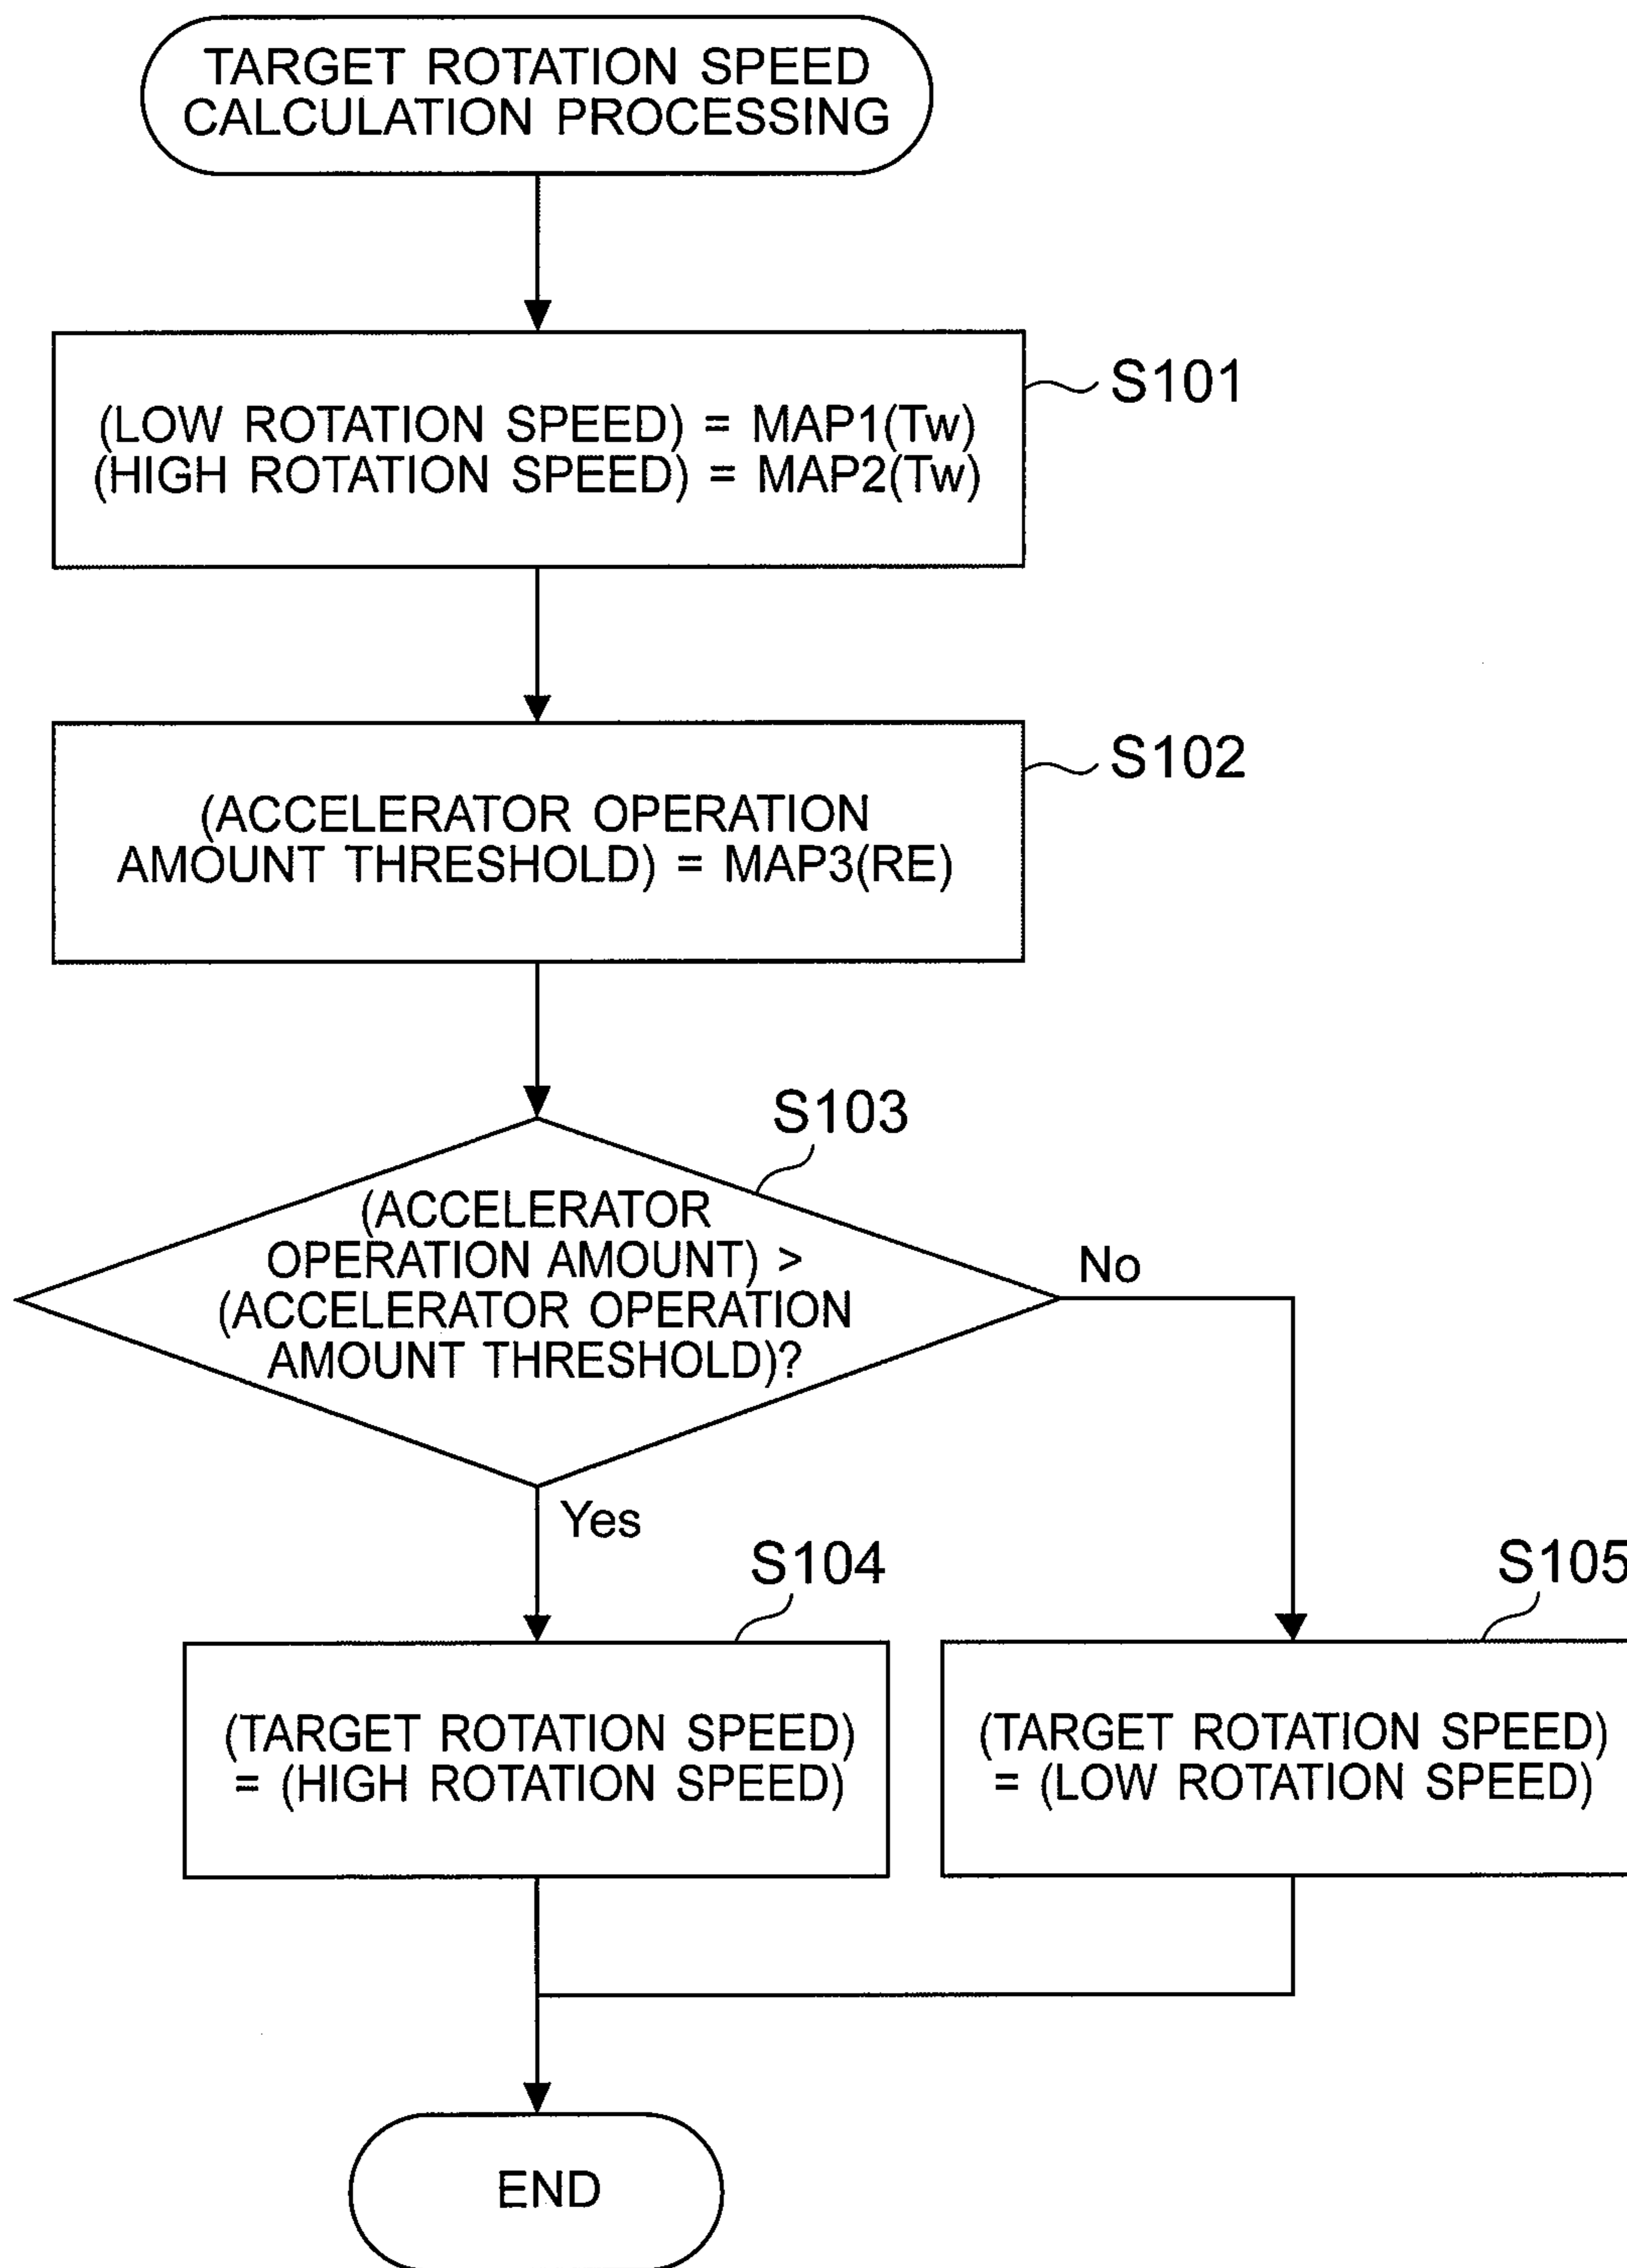 TARGET ROTATION SPEED
CALCULATION PROCESSING
S101
(LOW ROTATION SPEED) = MAP1(Tw)
(HIGH ROTATION SPEED) = MAP2(Tw)
S102
(ACCELERATOR OPERATION
AMOUNT THRESHOLD) = MAP3(RE)
S103
(ACCELERATOR
OPERATION AMOUNT) >
(ACCELERATOR OPERATION
AMOUNT THRESHOLD)?
No
Yes
S104
(TARGET ROTATION SPEED)
= (HIGH ROTATION SPEED)
S105
(TARGET ROTATION SPEED)
= (LOW ROTATION SPEED)
END